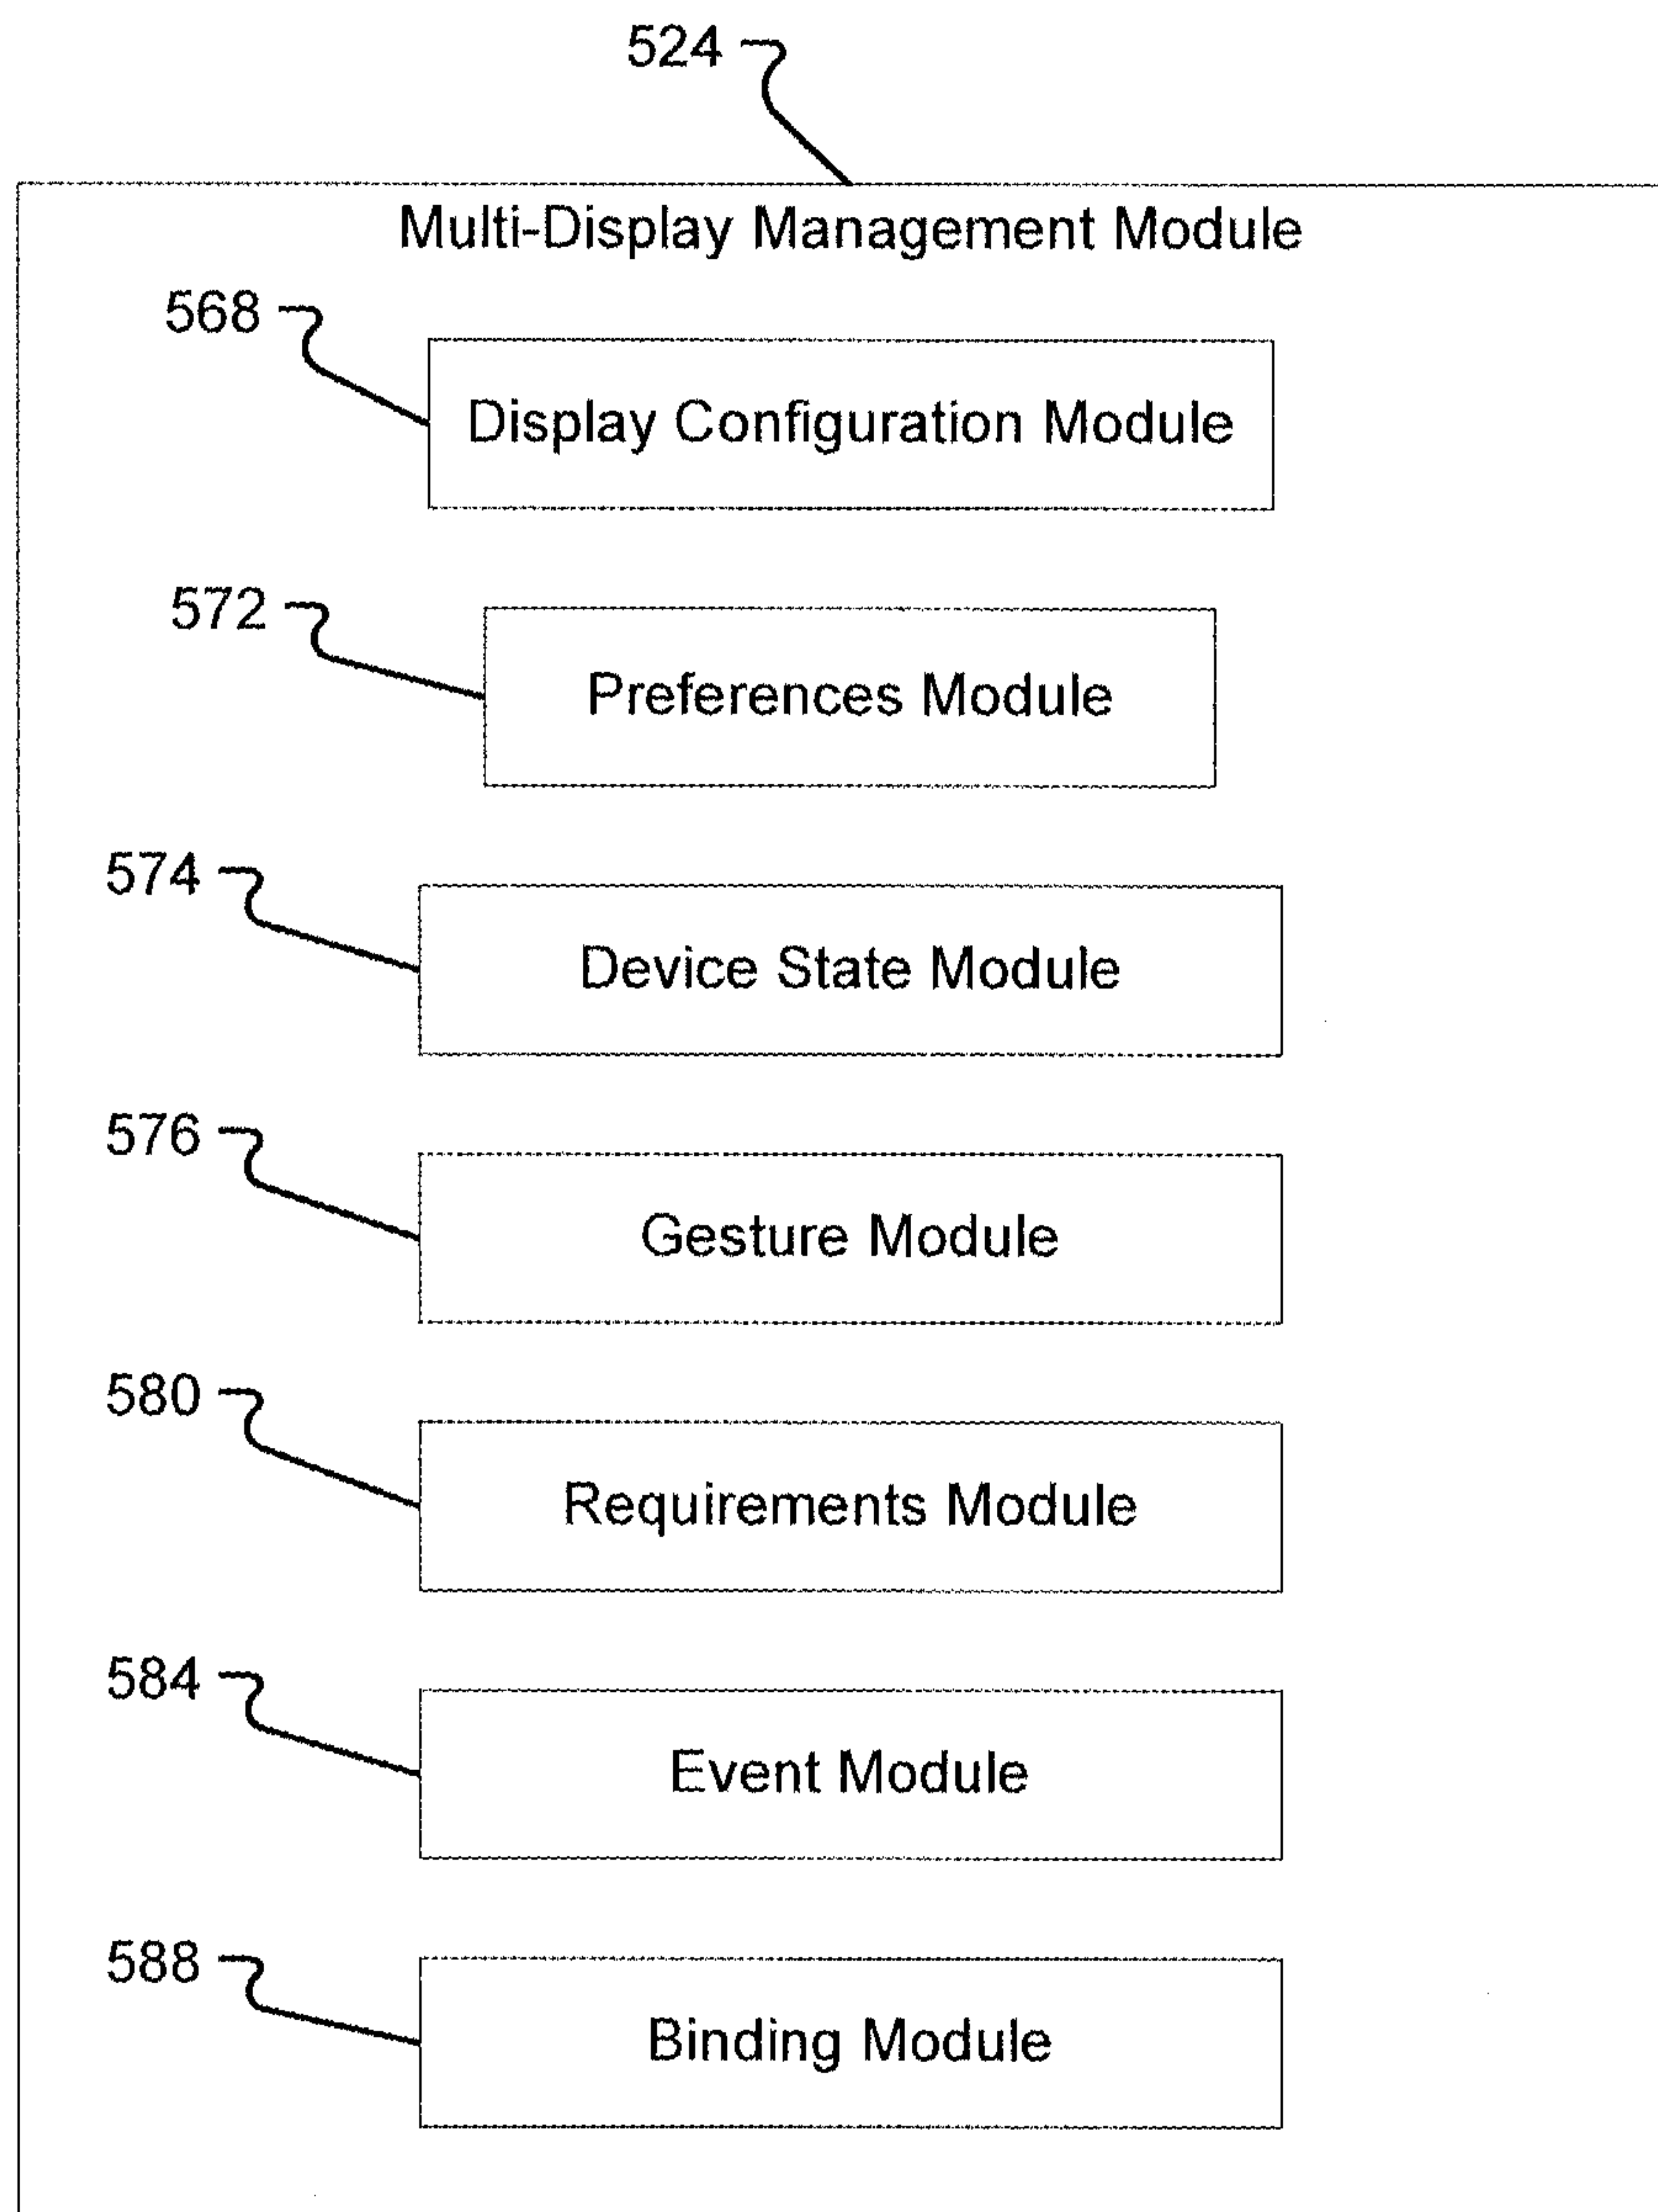 524
Multi-Display Management Module
568
Display Configuration Module
572
Preferences Module
574
Device State Module
576
Gesture Module
580
Requirements Module
584
Event Module
588
Binding Module